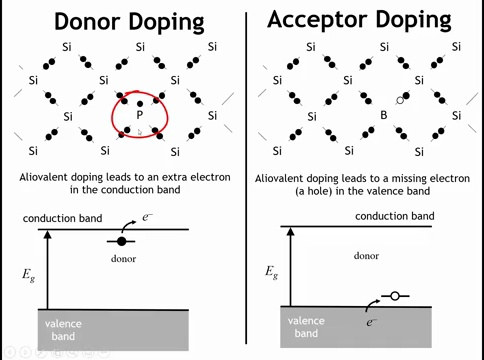 Donor Doping
Si Si Si
Si Si Si
Si P Si
Si Si Si
Aliovalent doping leads to an extra electron
in the conduction band
conduction band
e⁻
donor
E_g
valence
band
Acceptor Doping
Si Si Si
Si Si Si
Si B Si
Si Si Si
Aliovalent doping leads to a missing electron
(a hole) in the valence band
conduction band
donor
E_g
valence
band
e⁻